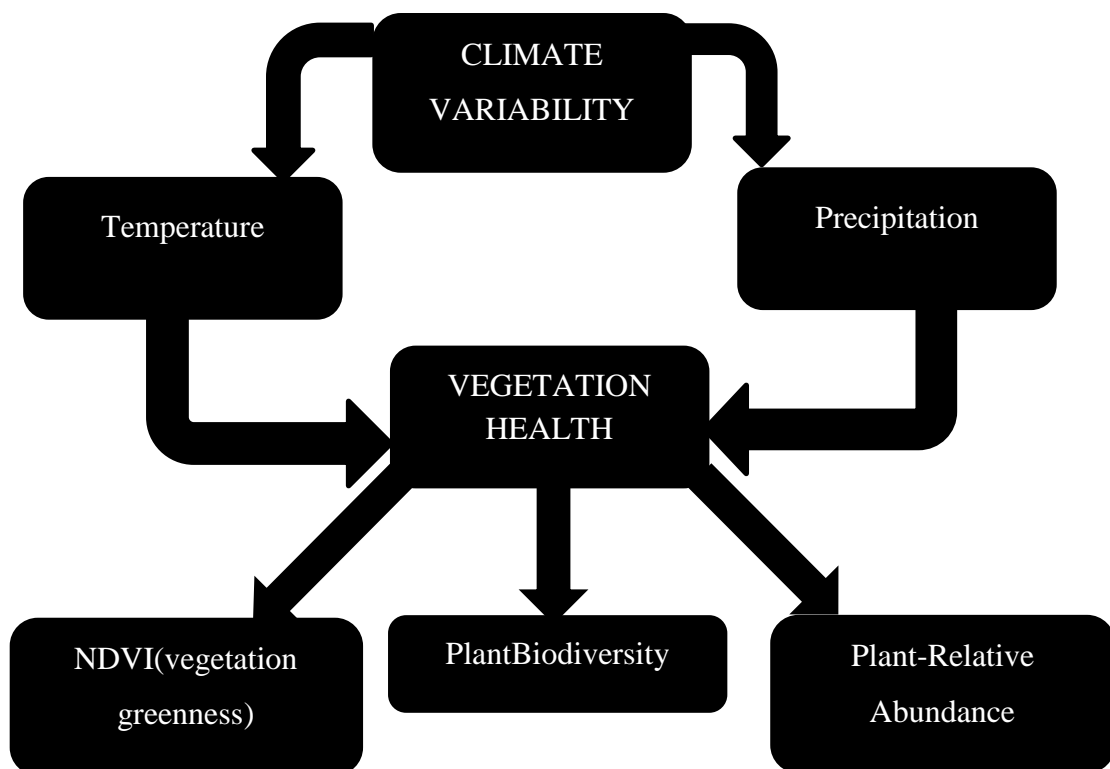 CLIMATE
VARIABILITY
Temperature
Precipitation
VEGETATION
HEALTH
NDVI(vegetation
greenness)
PlantBiodiversity
Plant-Relative
Abundance